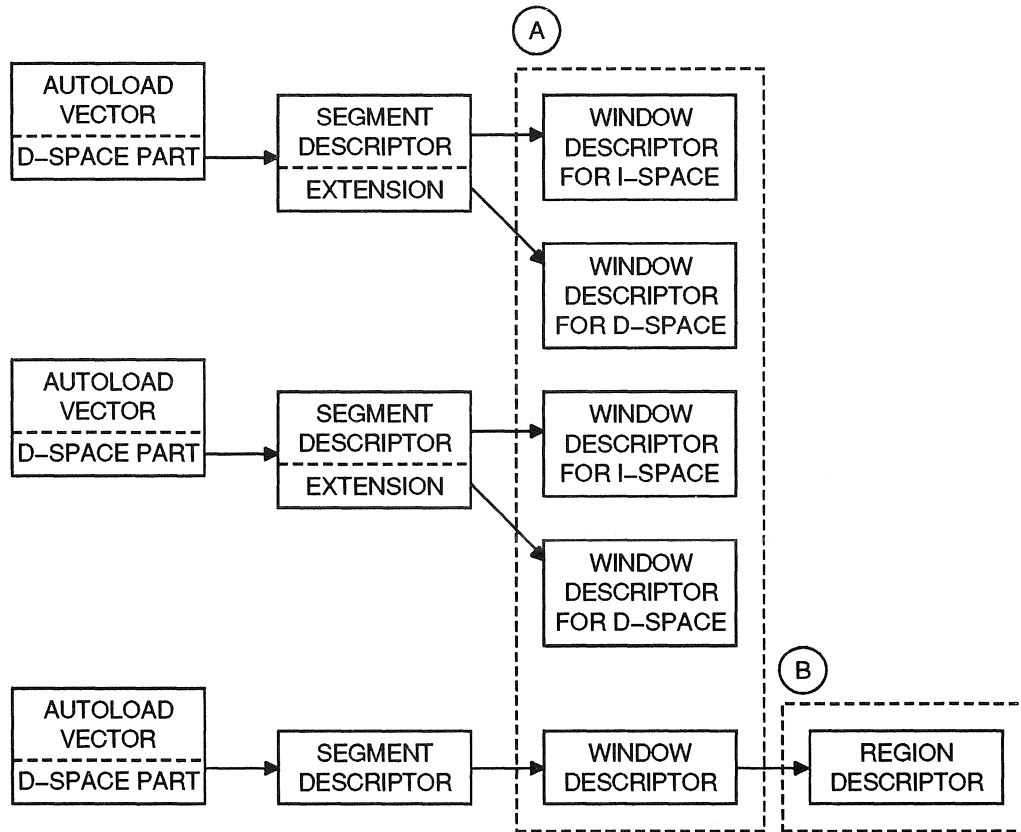 A
AUTOLOAD
VECTOR
D–SPACE PART
SEGMENT
DESCRIPTOR
EXTENSION
WINDOW
DESCRIPTOR
FOR I–SPACE
WINDOW
DESCRIPTOR
FOR D–SPACE
AUTOLOAD
VECTOR
D–SPACE PART
SEGMENT
DESCRIPTOR
EXTENSION
WINDOW
DESCRIPTOR
FOR I–SPACE
WINDOW
DESCRIPTOR
FOR D–SPACE
B
AUTOLOAD
VECTOR
D–SPACE PART
SEGMENT
DESCRIPTOR
WINDOW
DESCRIPTOR
REGION
DESCRIPTOR